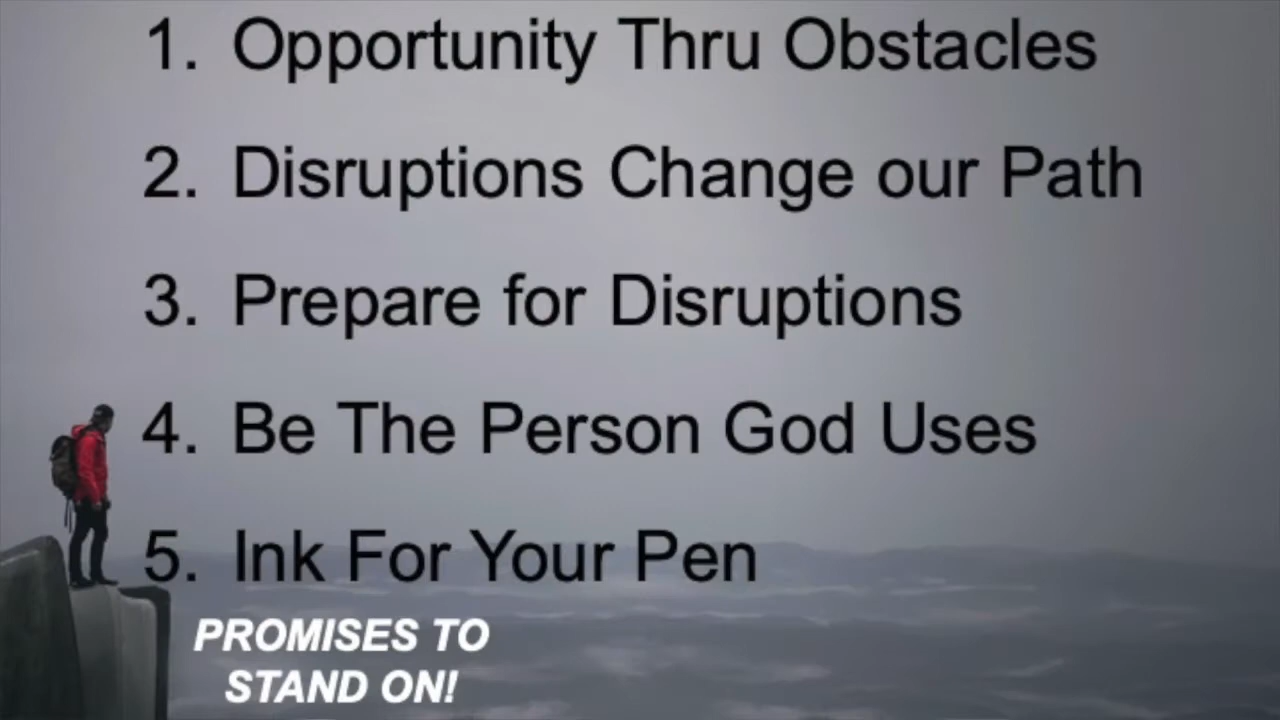 1. Opportunity Thru Obstacles
2. Disruptions Change our Path
3. Prepare for Disruptions
4. Be The Person God Uses
5. Ink For Your Pen
PROMISES TO
STAND ON!